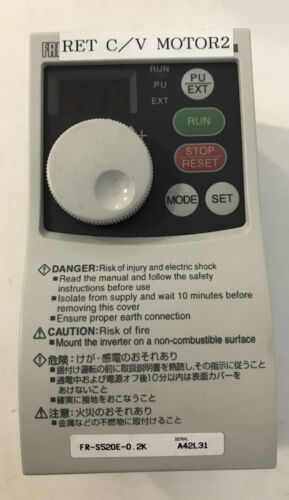 FR
RET C/V MOTOR2
RUN
PU
EXT
PU
EXT
RUN
STOP
RESET
MODE
SET
+
DANGER: Risk of injury and electric shock
■ Read the manual and follow the safety
instructions before use
■ Isolate from supply and wait 10 minutes before
removing this cover
■ Ensure proper earth connection
CAUTION: Risk of fire
■ Mount the inverter on a non-combustible surface
危険：けが・感電のおそれあり
■ 据付け運転の前に取扱説明書を熟読し、その指示に従うこと
■ 通電中および電源オフ後10分以内は表面カバーを
あけないこと
■ 確実に接地をおこなうこと
注意：火災のおそれあり
■ 金属などの不燃物に取付けること
FR-S520E-0.2K
SERIAL
A42L31